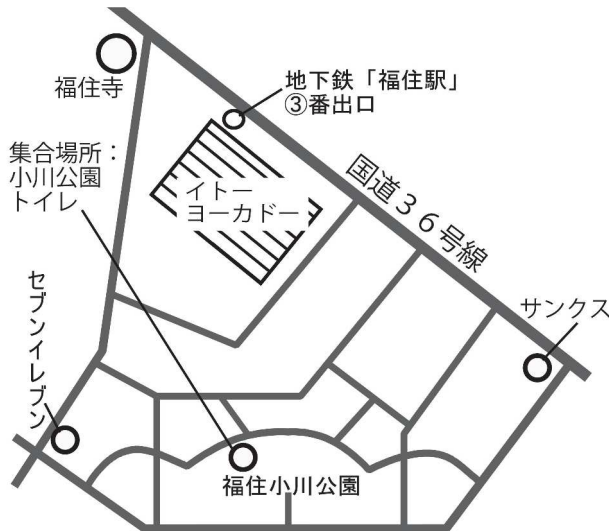 福住寺
地下鉄「福住駅」
③番出口
集合場所：
小川公園
トイレ
イトー
ヨーカドー
国道３６号線
サンクス
セブンイレブン
福住小川公園